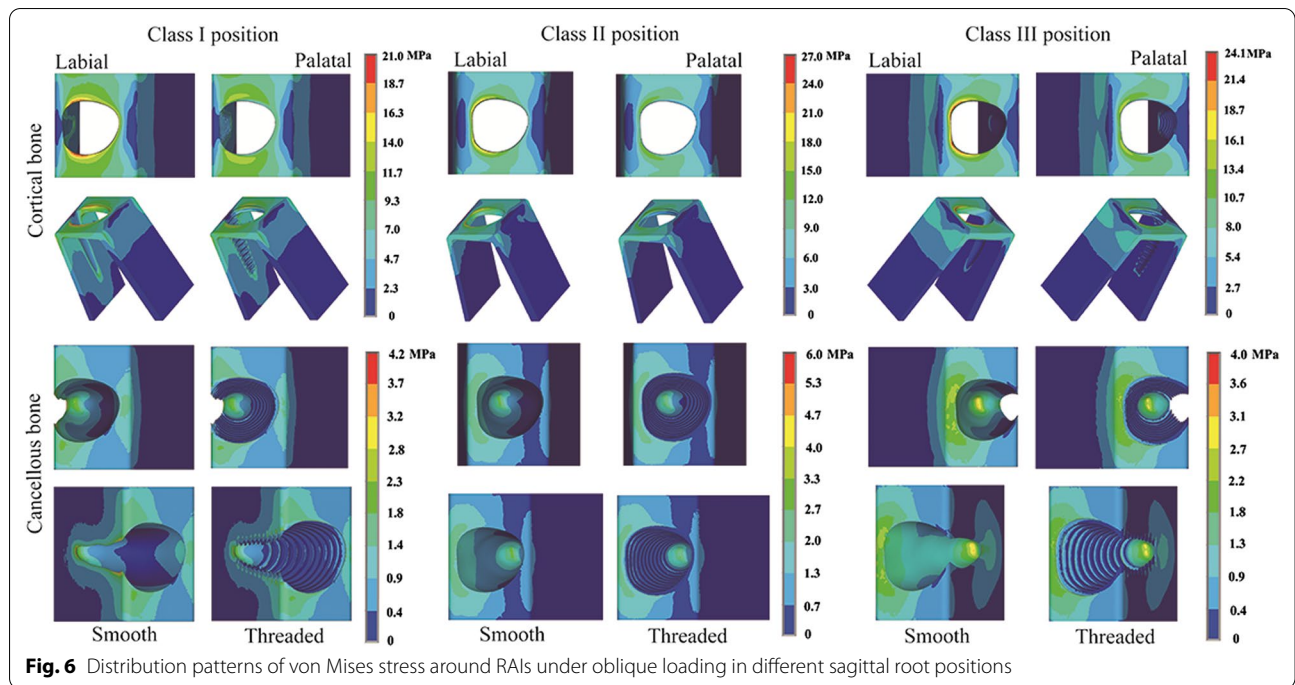 Class I position
Class II position
Class III position
Labial
Palatal
21.0 MPa
18.7
16.3
14.0
11.7
9.3
7.0
4.7
2.3
0
Labial
Palatal
27.0 MPa
24.0
21.0
18.0
15.0
12.0
9.0
6.0
3.0
0
Labial
Palatal
24.1MPa
21.4
18.7
16.1
13.4
10.7
8.0
5.4
2.7
0
Cortical bone
4.2 MPa
3.7
3.2
2.8
2.3
1.8
1.4
0.9
0.4
0
6.0 MPa
5.3
4.7
4.0
3.3
2.7
2.0
1.3
0.7
0
4.0 MPa
3.6
3.1
2.7
2.2
1.8
1.3
0.9
0.4
0
Cancellous bone
Smooth
Threaded
Smooth
Threaded
Smooth
Threaded
Fig. 6 Distribution patterns of von Mises stress around RAIs under oblique loading in different sagittal root positions